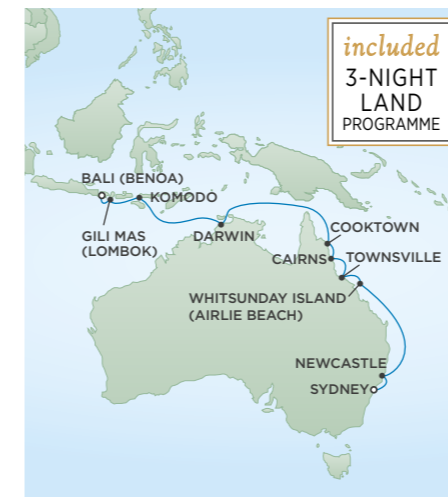 included
3-NIGHT
LAND
PROGRAMME
BALI (BENOA)
KOMODO
GILI MAS
(LOMBOK)
DARWIN
COOKTOWN
CAIRNS
TOWNSVILLE
WHITSUNDAY ISLAND
(AIRLIE BEACH)
NEWCASTLE
SYDNEY